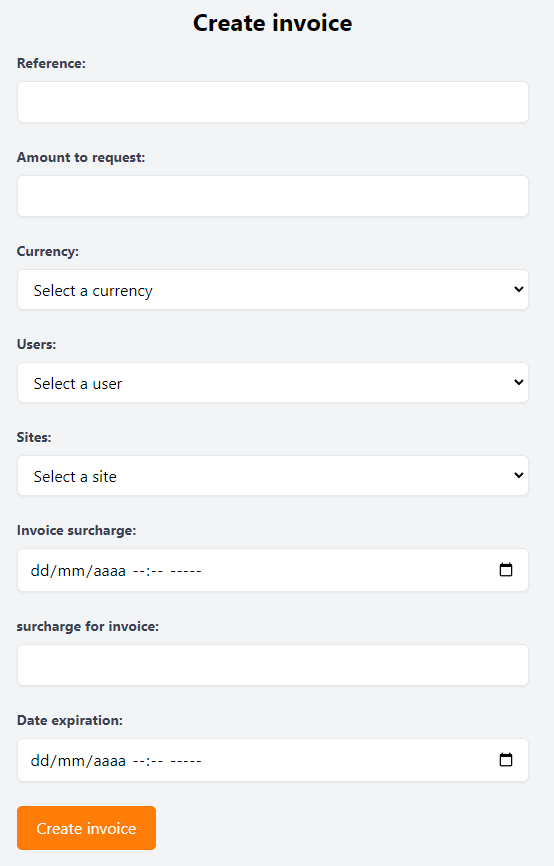 Create invoice
Reference:
Amount to request:
Currency:
Select a currency
Users:
Select a user
Sites:
Select a site
Invoice surcharge:
dd/mm/aaaa --:-- -----
surcharge for invoice:
Date expiration:
dd/mm/aaaa --:-- -----
Create invoice